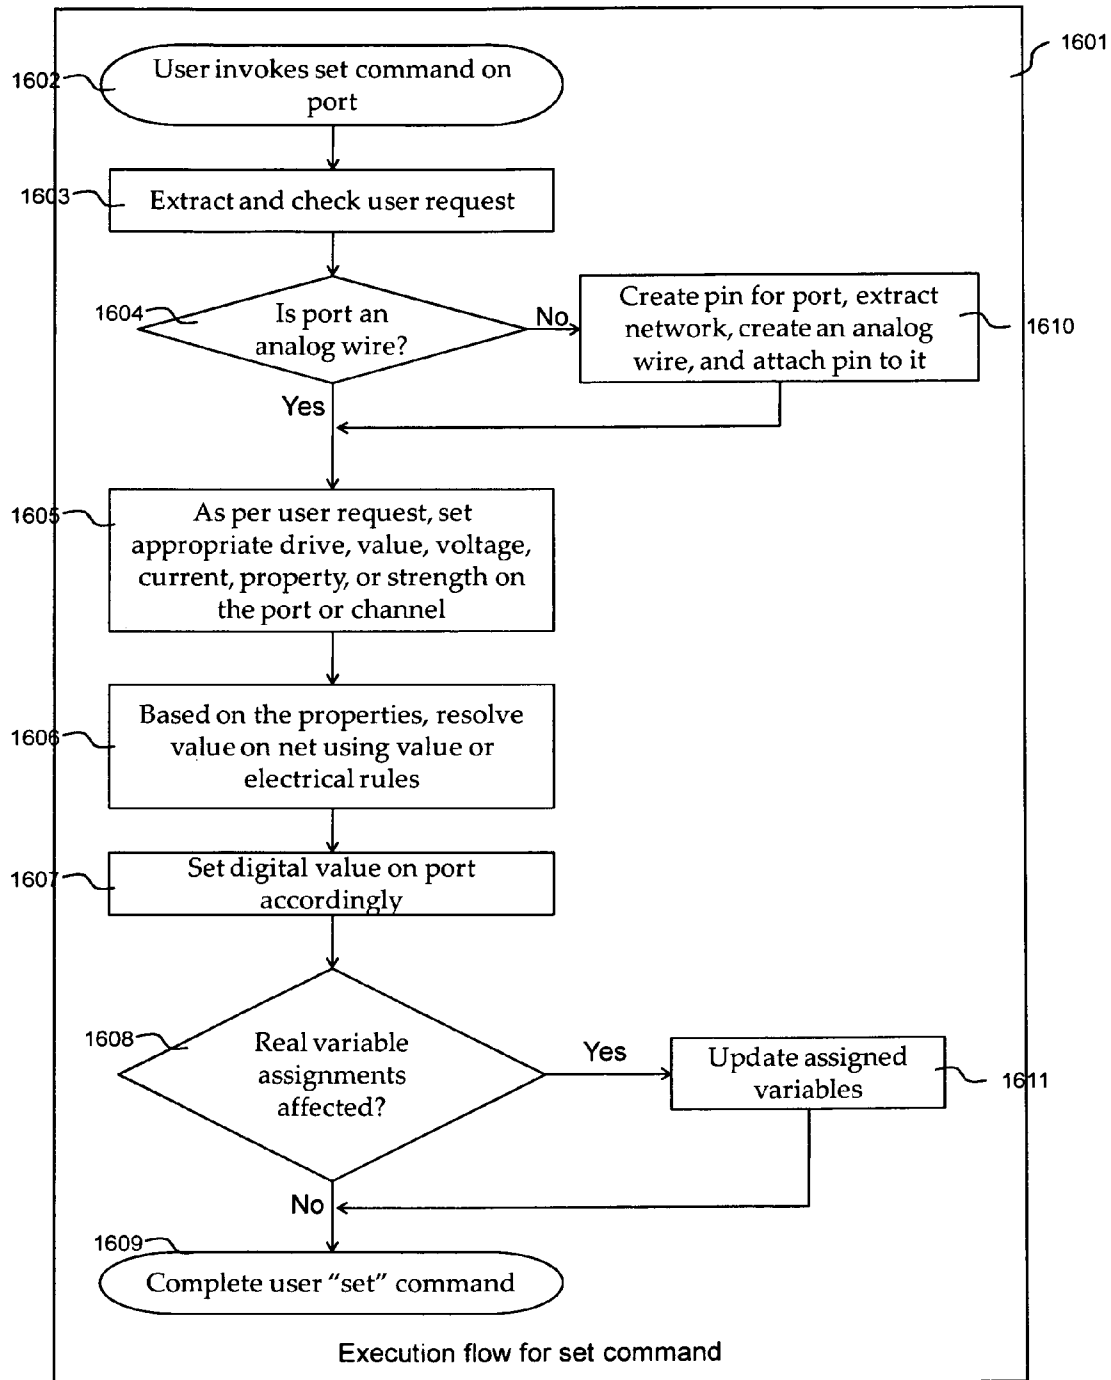 1601
1602
User invokes set command on
port
1603
Extract and check user request
1604
Is port an
analog wire?
No
Create pin for port, extract
network, create an analog
wire, and attach pin to it
1610
Yes
1605
As per user request, set
appropriate drive, value, voltage,
current, property, or strength on
the port or channel
1606
Based on the properties, resolve
value on net using value or
electrical rules
1607
Set digital value on port
accordingly
1608
Real variable
assignments
affected?
Yes
Update assigned
variables
1611
No
1609
Complete user “set” command
Execution flow for set command